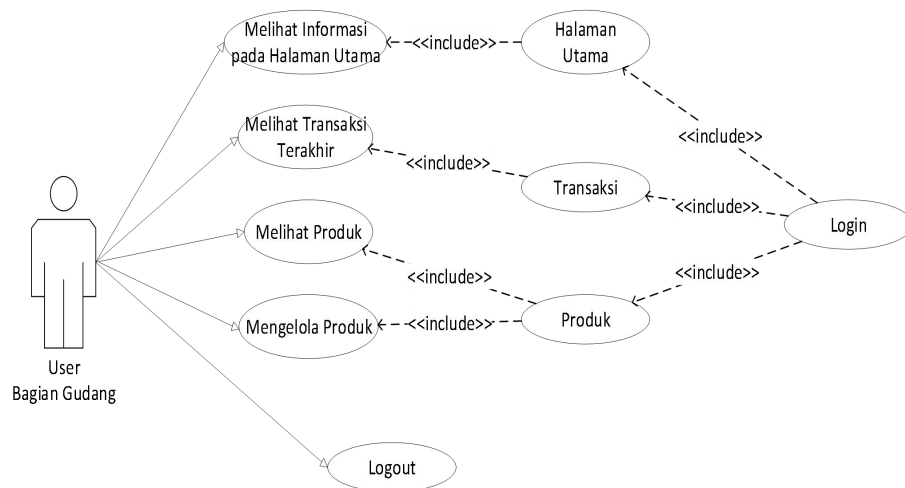 Melihat Informasi
pada Halaman Utama
<<include>>
Halaman
Utama
<<include>>
Melihat Transaksi
Terakhir
<<include>>
Transaksi
<<include>>
Login
Melihat Produk
<<include>>
<<include>>
Mengelola Produk
<<include>>
Produk
User
Bagian Gudang
Logout